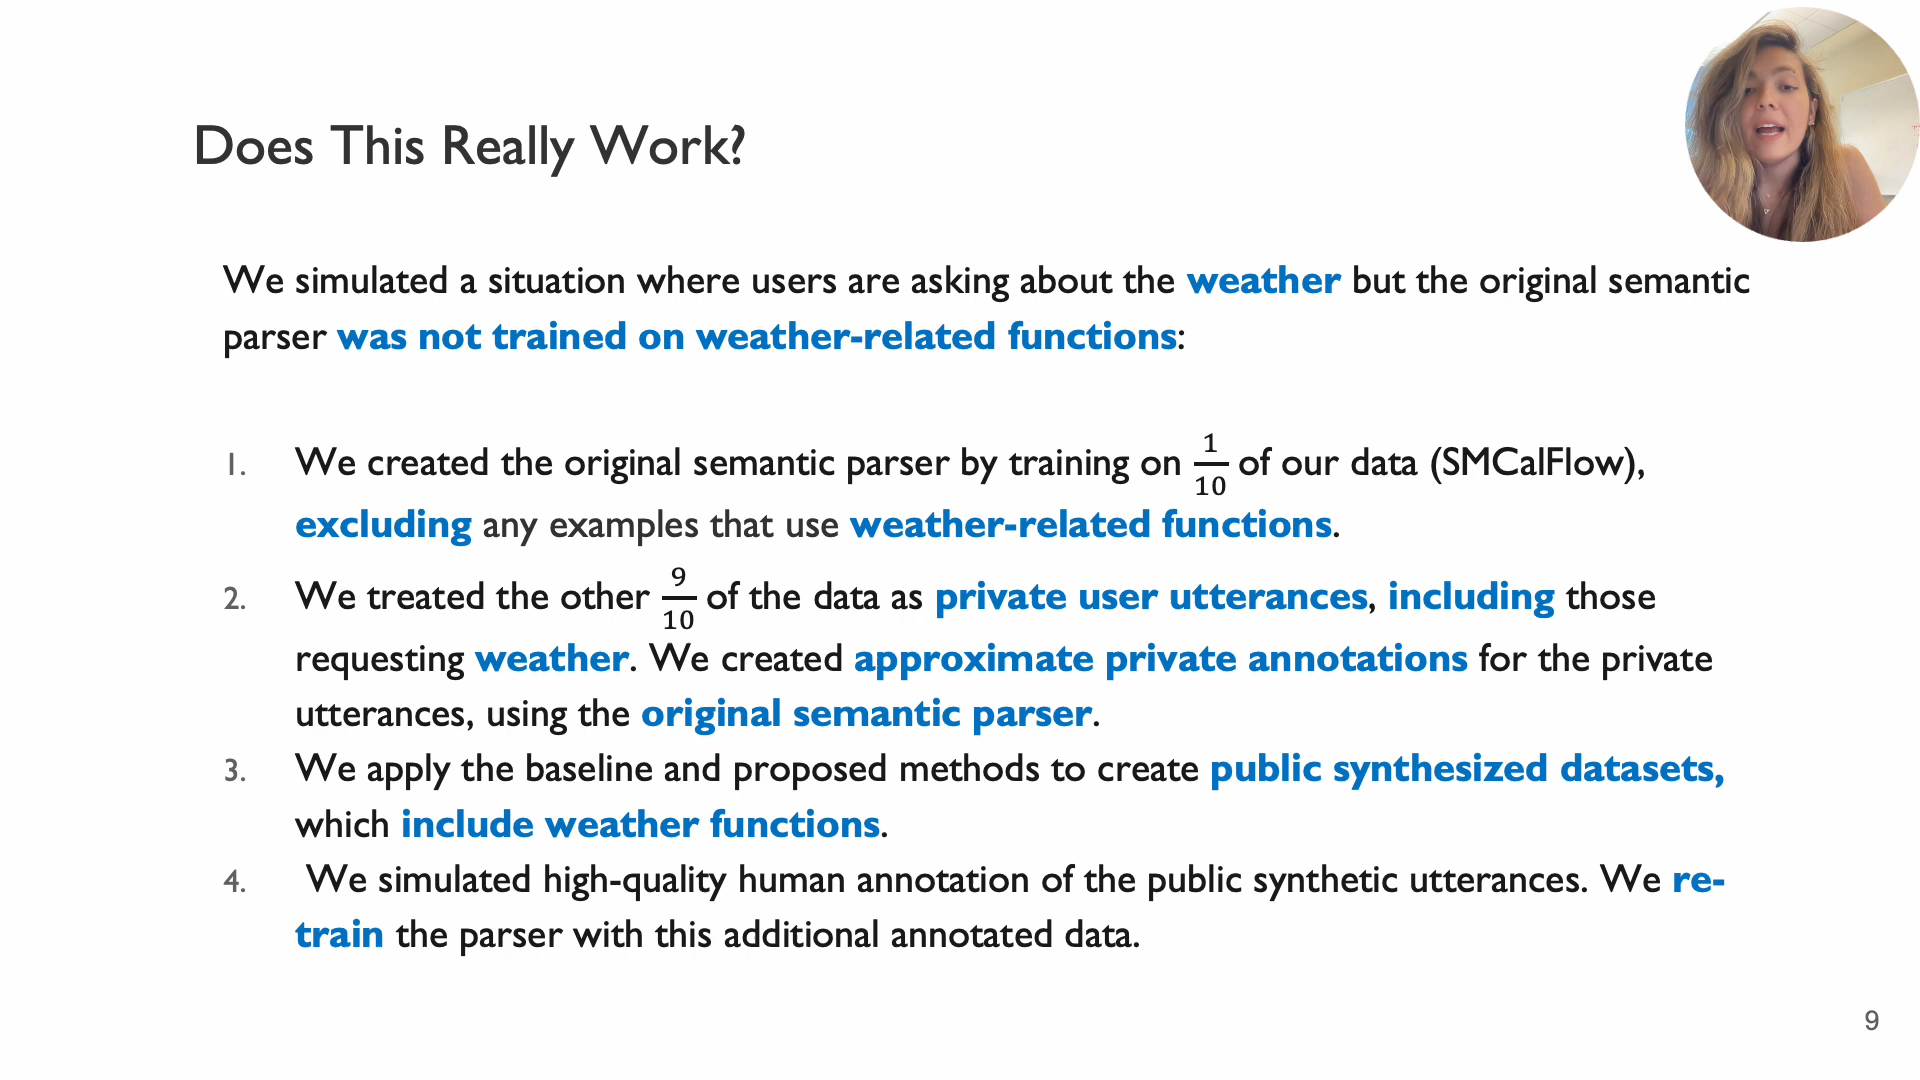 Does This Really Work?
We simulated a situation where users are asking about the weather but the original semantic
parser was not trained on weather-related functions:
1. We created the original semantic parser by training on 1/10 of our data (SMCalFlow),
excluding any examples that use weather-related functions.
2. We treated the other 9/10 of the data as private user utterances, including those
requesting weather. We created approximate private annotations for the private
utterances, using the original semantic parser.
3. We apply the baseline and proposed methods to create public synthesized datasets,
which include weather functions.
4. We simulated high-quality human annotation of the public synthetic utterances. We re-
train the parser with this additional annotated data.
9